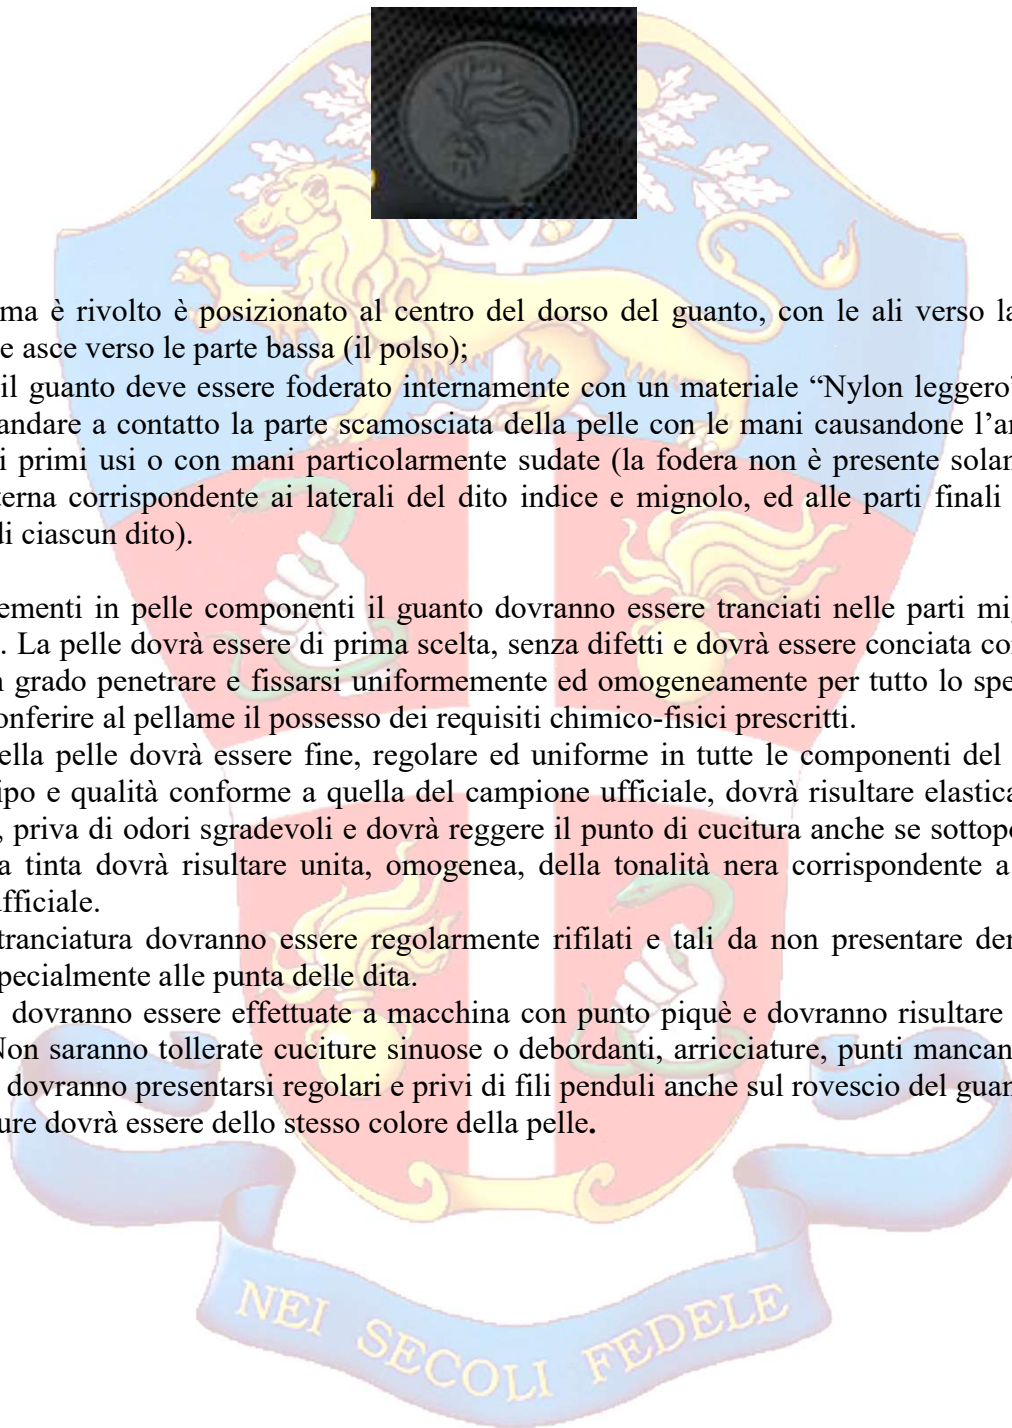 ma è rivolto è posizionato al centro del dorso del guanto, con le ali verso la
e asce verso le parte bassa (il polso);
il guanto deve essere foderato internamente con un materiale “Nylon leggero”
andare a contatto la parte scamosciata della pelle con le mani causandone l’an
i primi usi o con mani particolarmente sudate (la fodera non è presente solan
terna corrispondente ai laterali del dito indice e mignolo, ed alle parti finali
di ciascun dito).
ementi in pelle componenti il guanto dovranno essere tranciati nelle parti mig
. La pelle dovrà essere di prima scelta, senza difetti e dovrà essere conciata con
n grado penetrare e fissarsi uniformemente ed omogeneamente per tutto lo spe
onferire al pellame il possesso dei requisiti chimico-fisici prescritti.
ella pelle dovrà essere fine, regolare ed uniforme in tutte le componenti del
ipo e qualità conforme a quella del campione ufficiale, dovrà risultare elastica
, priva di odori sgradevoli e dovrà reggere il punto di cucitura anche se sottopo
a tinta dovrà risultare unita, omogenea, della tonalità nera corrispondente a
ufficiale.
tranciatura dovranno essere regolarmente rifilati e tali da non presentare den
pecialmente alle punta delle dita.
dovranno essere effettuate a macchina con punto piquè e dovranno risultare
Non saranno tollerate cuciture sinuose o debordanti, arricciature, punti mancan
dovranno presentarsi regolari e privi di fili penduli anche sul rovescio del guan
ure dovrà essere dello stesso colore della pelle.
NEI SECOLI FEDELE